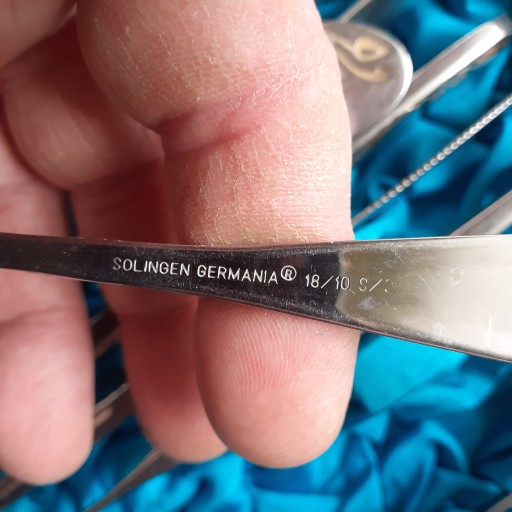 SOLINGEN GERMANIA® 18/10 S/